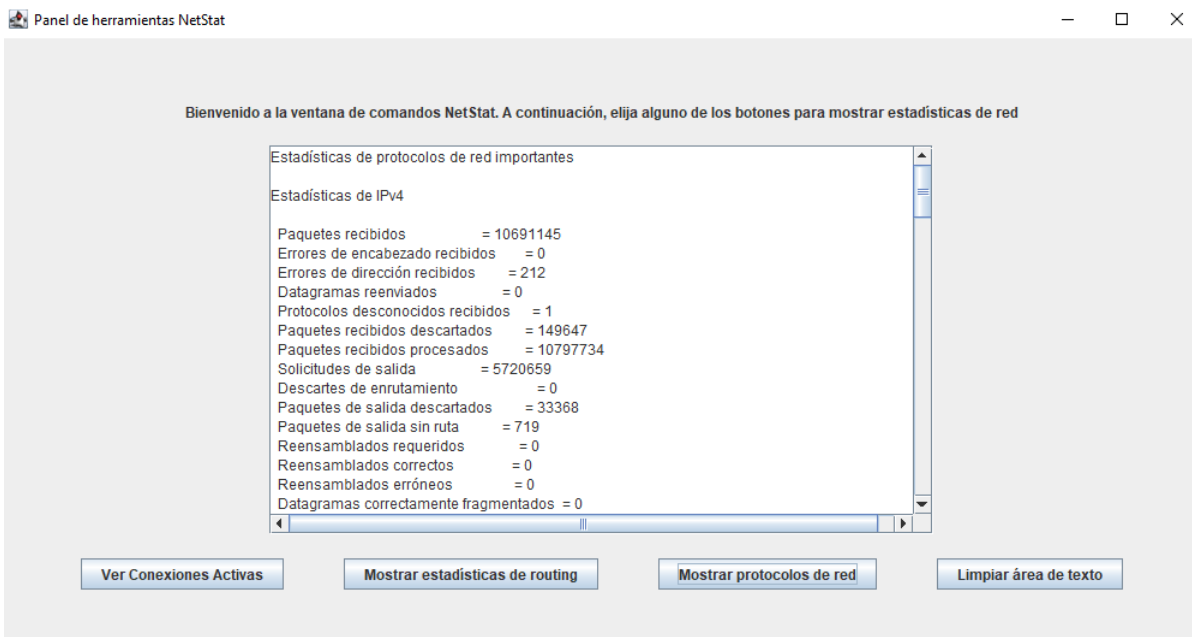 Panel de herramientas NetStat
Bienvenido a la ventana de comandos NetStat. A continuación, elija alguno de los botones para mostrar estadísticas de red
Estadísticas de protocolos de red importantes
Estadísticas de IPv4
Paquetes recibidos = 10691145
Errores de encabezado recibidos = 0
Errores de dirección recibidos = 212
Datagramas reenviados = 0
Protocolos desconocidos recibidos = 1
Paquetes recibidos descartados = 149647
Paquetes recibidos procesados = 10797734
Solicitudes de salida = 5720659
Descartes de enrutamiento = 0
Paquetes de salida descartados = 33368
Paquetes de salida sin ruta = 719
Reensamblados requeridos = 0
Reensamblados correctos = 0
Reensamblados erróneos = 0
Datagramas correctamente fragmentados = 0
Ver Conexiones Activas Mostrar estadísticas de routing Mostrar protocolos de red Limpiar área de texto